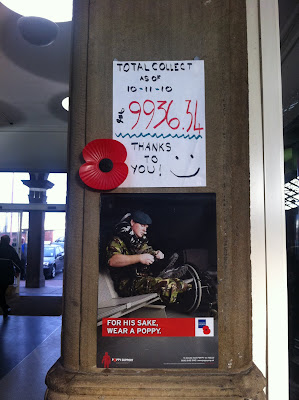 TOTAL COLLECT
AS OF
10-11-10
9936.34
THANKS
TO
YOU!
FOR HIS SAKE,
WEAR A POPPY.